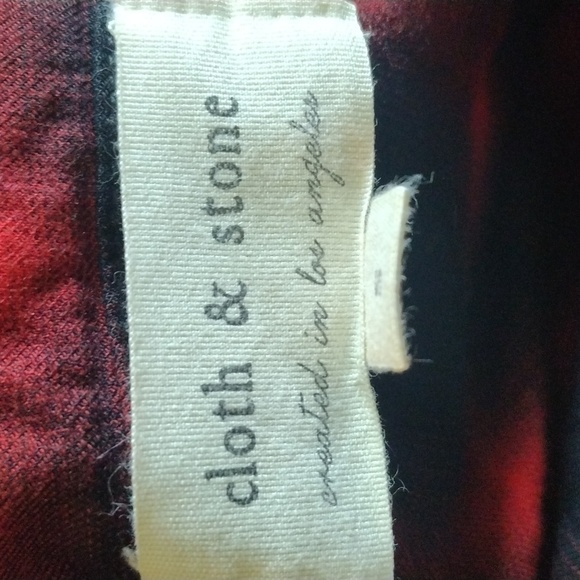 cloth & stone
created in los angeles